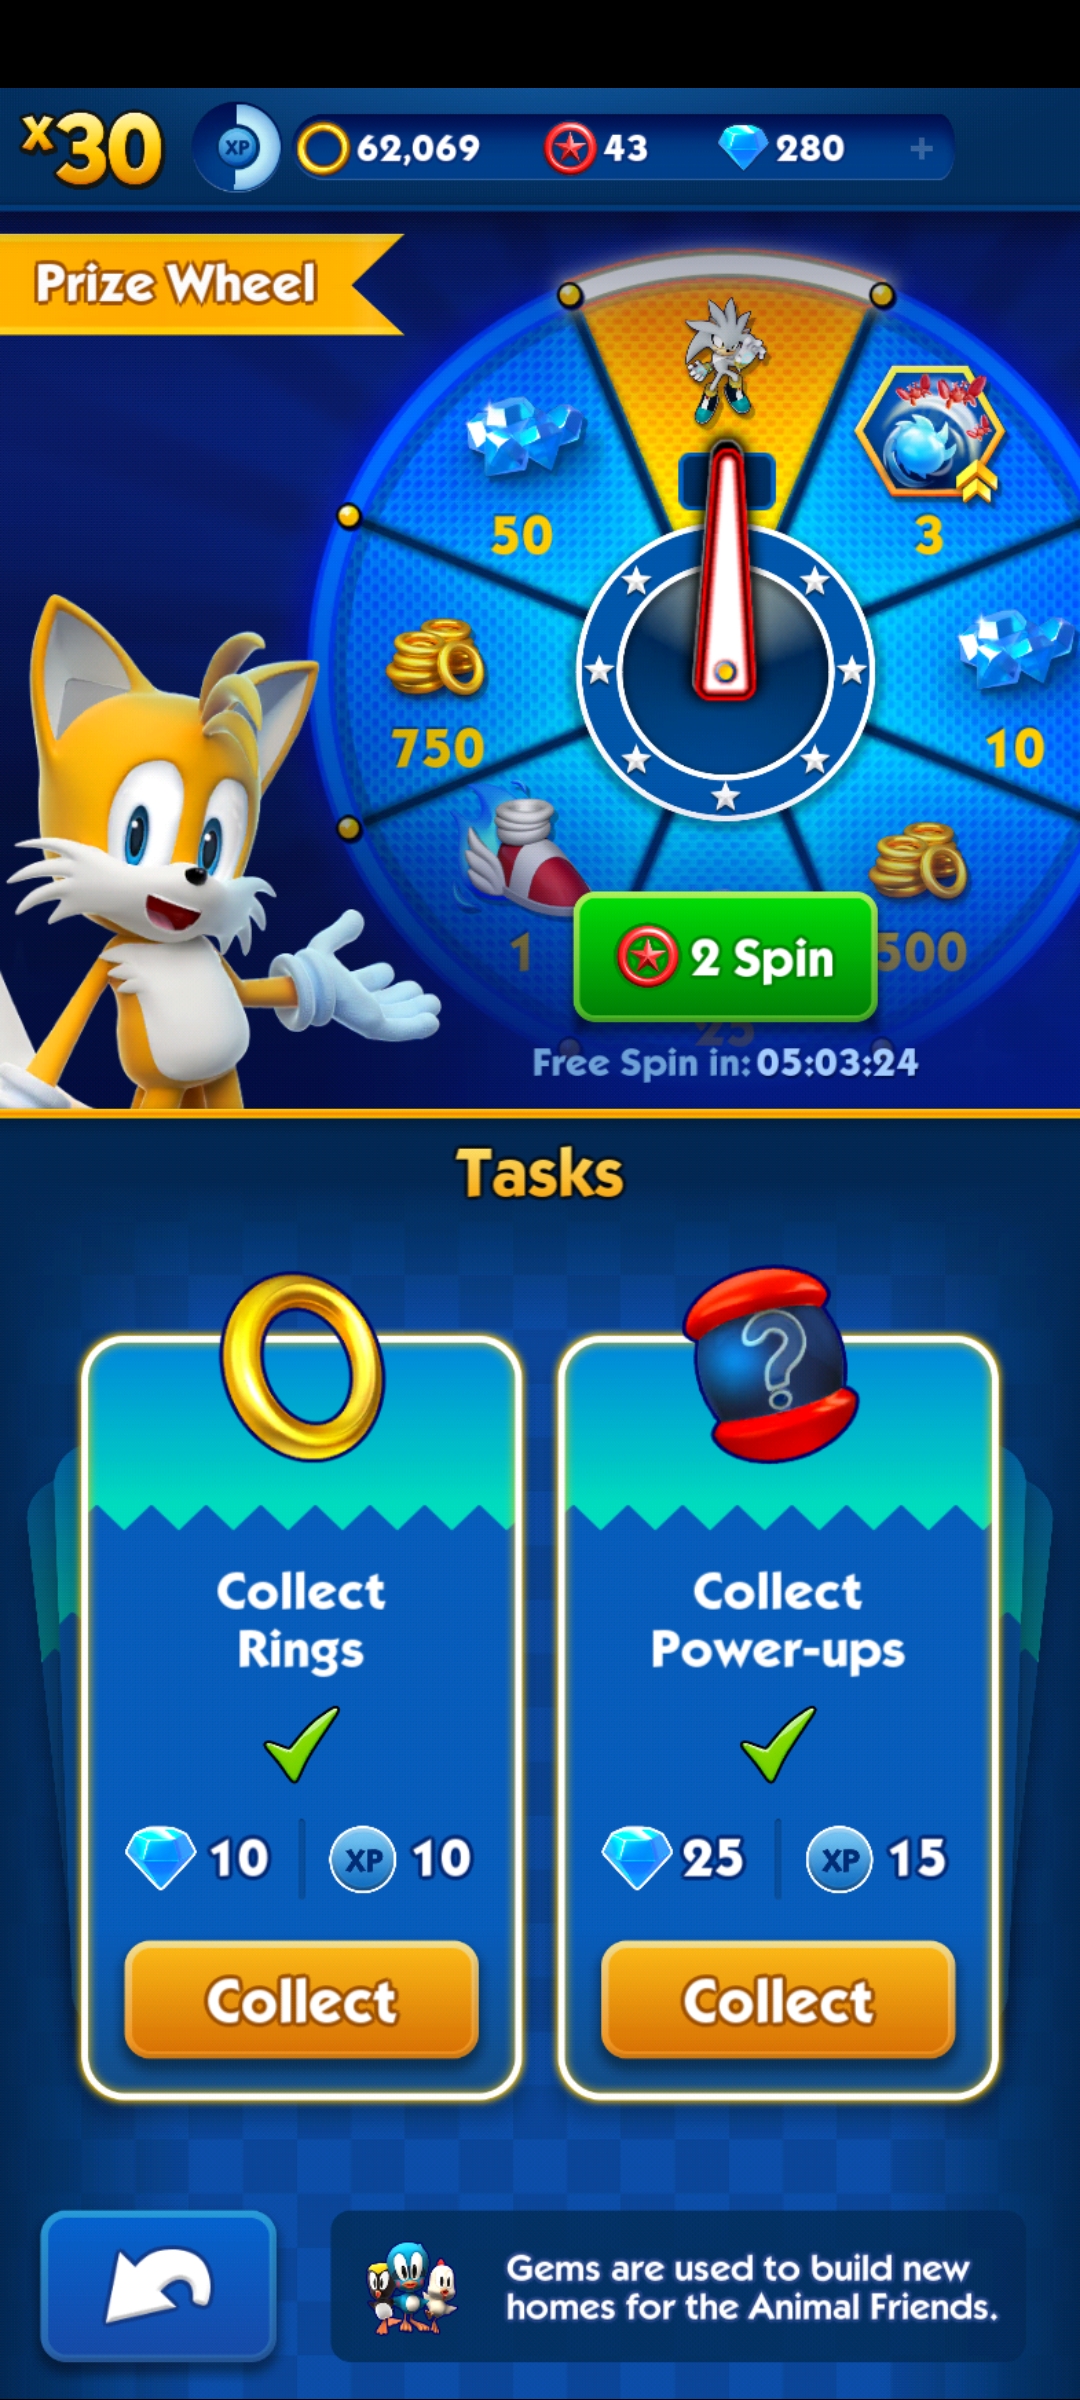 x30
XP
62,069
43
280
+
Prize Wheel
50
3
750
10
1
500
2 Spin
25
Free Spin in: 05:03:24
Tasks
?
Collect
Rings
10
XP
10
Collect
Collect
Power-ups
25
XP
15
Collect
Gems are used to build new
homes for the Animal Friends.